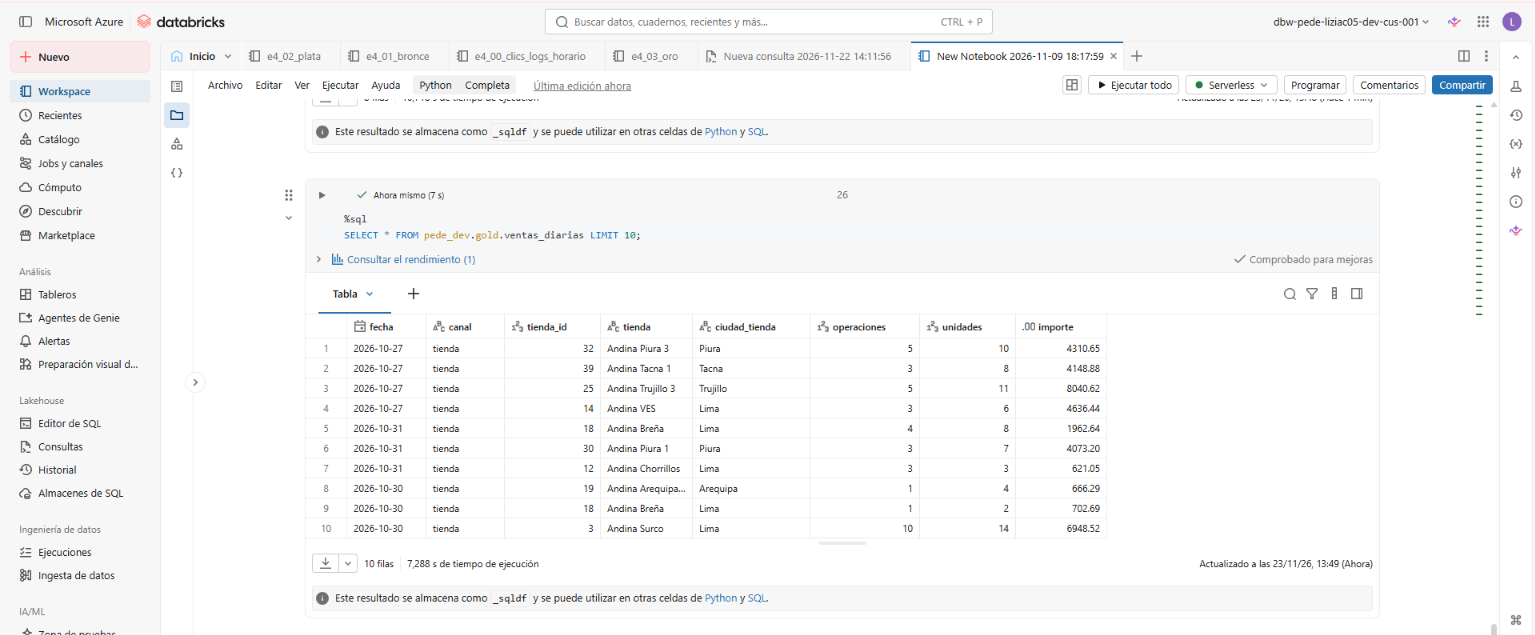 Microsoft Azure databricks Buscar datos, cuadernos, recientes y más... CTRL + P dbw-pede-liziac05-dev-cus-001 L
Nuevo
Inicio e4_02_plata e4_01_bronce e4_00_clics_logs_horario e4_03_oro Nueva consulta 2026-11-22 14:11:56 New Notebook 2026-11-09 18:17:59
Archivo Editar Ver Ejecutar Ayuda Python Completa Última edición ahora Ejecutar todo Serverless Programar Comentarios Compartir
Workspace
Recientes
Catálogo
Jobs y canales
Cómputo
Descubrir
Marketplace
Análisis
Tableros
Agentes de Genie
Alertas
Preparación visual d...
Lakehouse
Editor de SQL
Consultas
Historial
Almacenes de SQL
Ingeniería de datos
Ejecuciones
Ingesta de datos
IA/ML
Este resultado se almacena como _sqldf y se puede utilizar en otras celdas de Python y SQL.
Ahora mismo (7 s) 26
%sql
SELECT * FROM pede_dev.gold.ventas_diarias LIMIT 10;
Consultar el rendimiento (1) Comprobado para mejoras
Tabla
fecha canal tienda_id tienda ciudad_tienda operaciones unidades importe
1 2026-10-27 tienda 32 Andina Piura 3 Piura 5 10 4310.65
2 2026-10-27 tienda 39 Andina Tacna 1 Tacna 3 8 4148.88
3 2026-10-27 tienda 25 Andina Trujillo 3 Trujillo 5 11 8040.62
4 2026-10-27 tienda 14 Andina VES Lima 3 6 4636.44
5 2026-10-31 tienda 18 Andina Breña Lima 4 8 1962.64
6 2026-10-31 tienda 30 Andina Piura 1 Piura 3 7 4073.20
7 2026-10-31 tienda 12 Andina Chorrillos Lima 3 3 621.05
8 2026-10-30 tienda 19 Andina Arequipa... Arequipa 1 4 666.29
9 2026-10-30 tienda 18 Andina Breña Lima 1 2 702.69
10 2026-10-30 tienda 3 Andina Surco Lima 10 14 6948.52
10 filas 7,288 s de tiempo de ejecución Actualizado a las 23/11/26, 13:49 (Ahora)
Este resultado se almacena como _sqldf y se puede utilizar en otras celdas de Python y SQL.